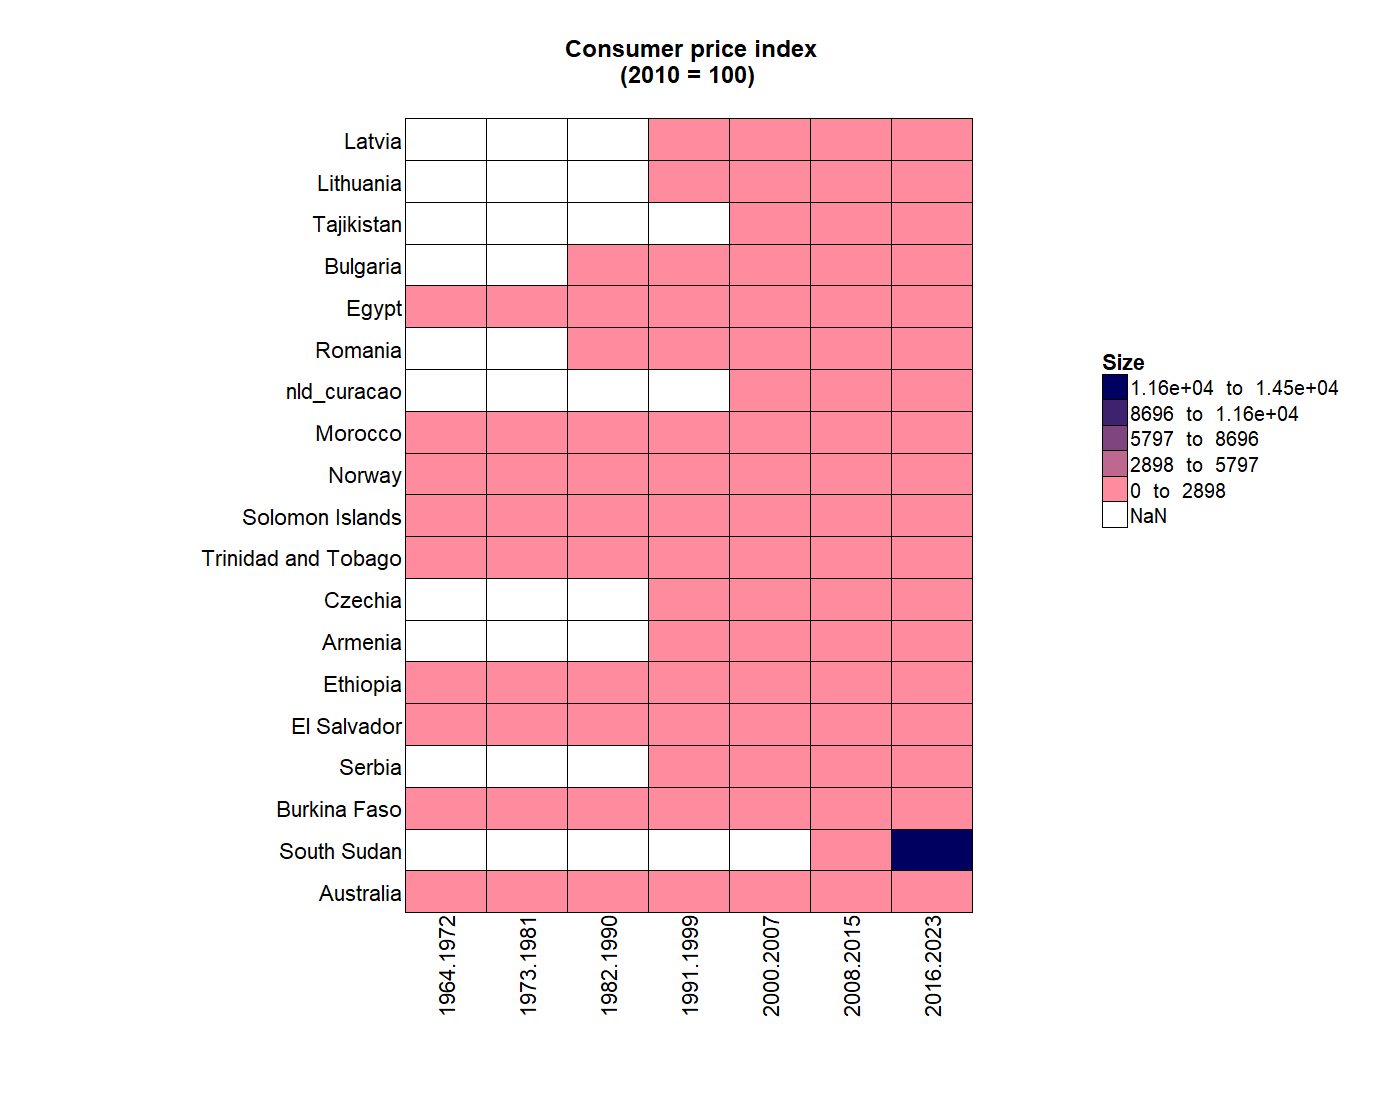 Consumer price index
(2010 = 100)
Latvia
Lithuania
Tajikistan
Bulgaria
Egypt
Romania
nld_curacao
Morocco
Norway
Solomon Islands
Trinidad and Tobago
Czechia
Armenia
Ethiopia
El Salvador
Serbia
Burkina Faso
South Sudan
Australia
1964.1972
1973.1981
1982.1990
1991.1999
2000.2007
2008.2015
2016.2023
Size
1.16e+04 to 1.45e+04
8696 to 1.16e+04
5797 to 8696
2898 to 5797
0 to 2898
NaN